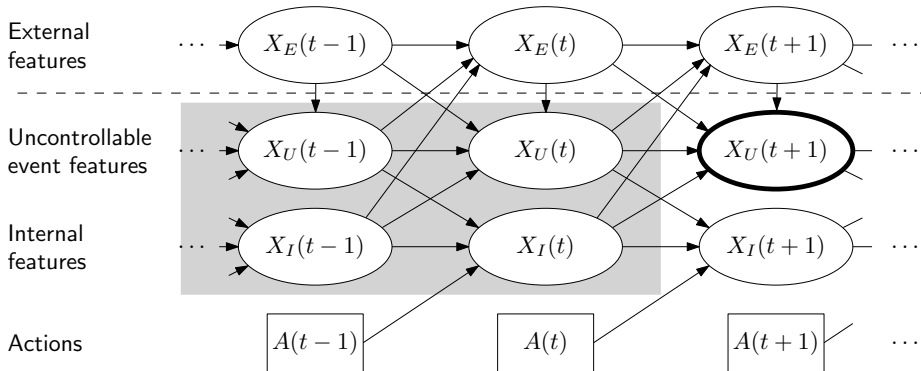 External
features
··· X_E(t − 1) X_E(t) X_E(t + 1) ···
Uncontrollable
event features
··· X_U(t − 1) X_U(t) X_U(t + 1) ···
Internal
features
··· X_I(t − 1) X_I(t) X_I(t + 1) ···
Actions A(t − 1) A(t) A(t + 1) ···